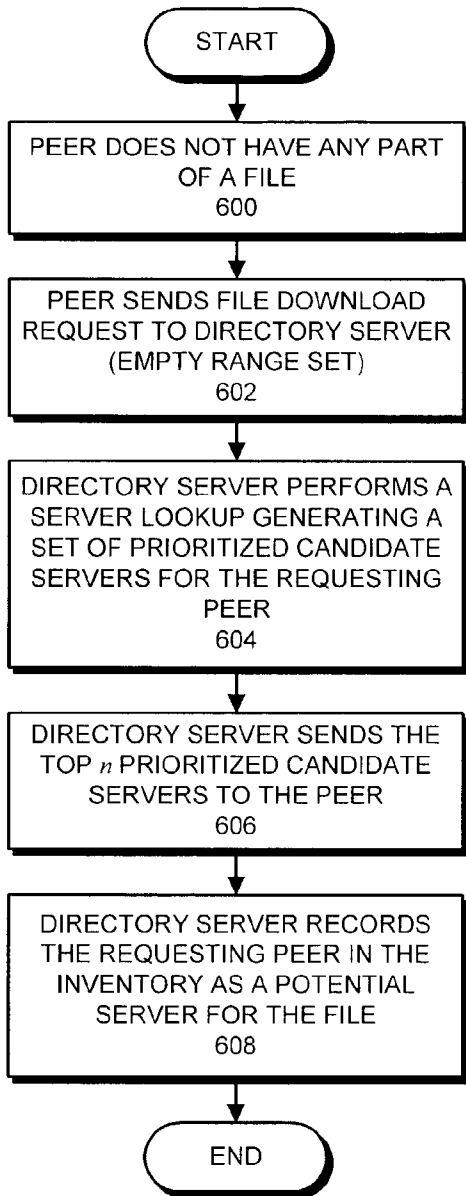 START
PEER DOES NOT HAVE ANY PART
OF A FILE
600
PEER SENDS FILE DOWNLOAD
REQUEST TO DIRECTORY SERVER
(EMPTY RANGE SET)
602
DIRECTORY SERVER PERFORMS A
SERVER LOOKUP GENERATING A
SET OF PRIORITIZED CANDIDATE
SERVERS FOR THE REQUESTING
PEER
604
DIRECTORY SERVER SENDS THE
TOP n PRIORITIZED CANDIDATE
SERVERS TO THE PEER
606
DIRECTORY SERVER RECORDS
THE REQUESTING PEER IN THE
INVENTORY AS A POTENTIAL
SERVER FOR THE FILE
608
END